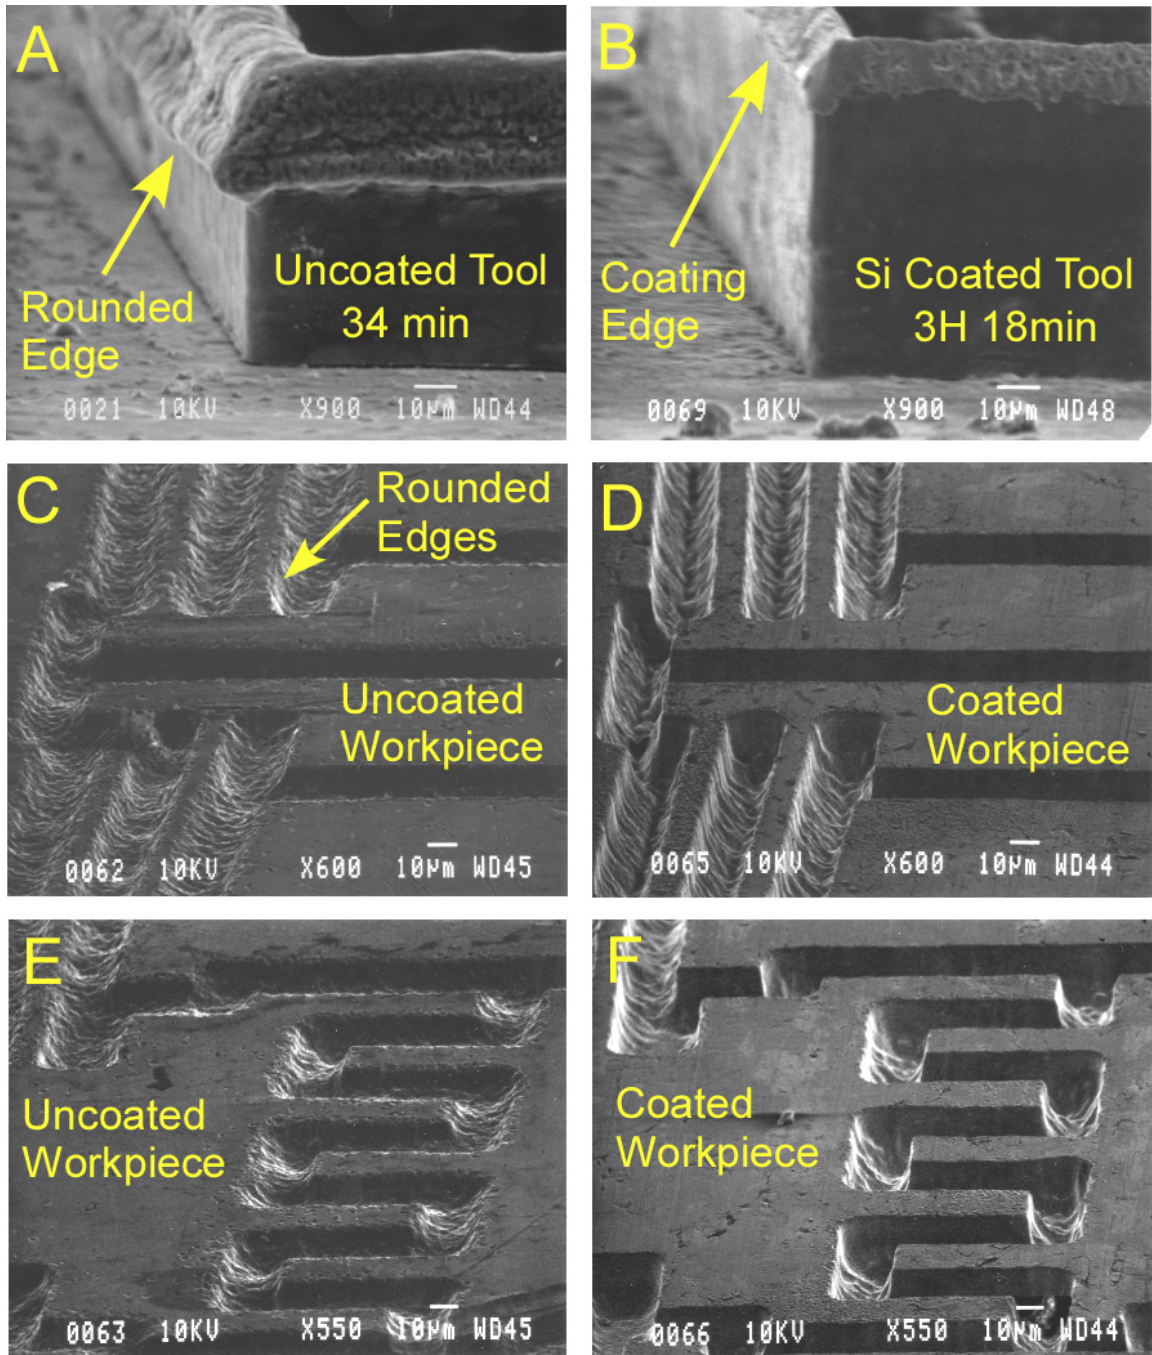 A
Rounded
Edge
Uncoated Tool
34 min
0021 10KV X900 10µm WD44
B
Coating
Edge
Si Coated Tool
3H 18min
0069 10KV X900 10µm WD48
C
Rounded
Edges
Uncoated
Workpiece
0062 10KV X600 10µm WD45
D
Coated
Workpiece
0065 10KV X600 10µm WD44
E
Uncoated
Workpiece
0063 10KV X550 10µm WD45
F
Coated
Workpiece
0066 10KV X550 10µm WD44